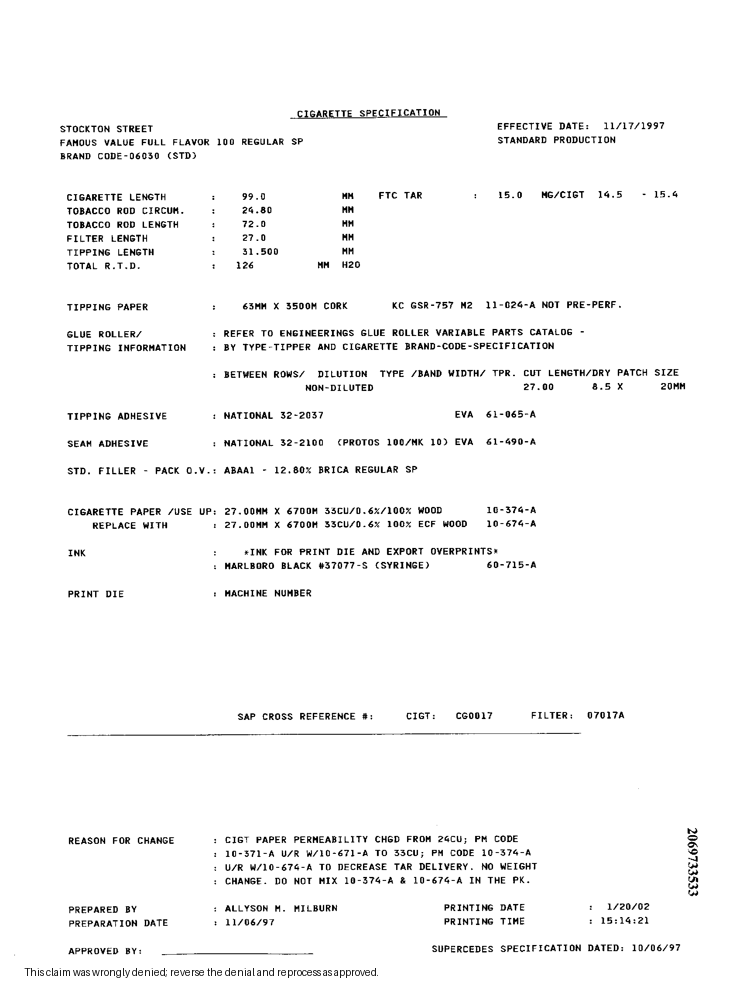 CIGARETTE SPECIFICATION
STOCKTON STREET EFFECTIVE DATE: 11/17/1997
FAMOUS VALUE FULL FLAVOR 100 REGULAR SP STANDARD PRODUCTION
BRAND CODE-06030 (STD)
CIGARETTE LENGTH : 99.0 MM FTC TAR : 15.0 MG/CIGT 14.5 - 15.4
TOBACCO ROD CIRCUM. : 24.80 MM
TOBACCO ROD LENGTH : 72.0 MM
FILTER LENGTH : 27.0 MM
TIPPING LENGTH : 31.500 MM
TOTAL R.T.D. : 126 MM H2O
TIPPING PAPER : 63MM X 3500M CORK KC GSR-757 M2 11-024-A NOT PRE-PERF.
GLUE ROLLER/ : REFER TO ENGINEERINGS GLUE ROLLER VARIABLE PARTS CATALOG -
TIPPING INFORMATION : BY TYPE-TIPPER AND CIGARETTE BRAND-CODE-SPECIFICATION
: BETWEEN ROWS/ DILUTION TYPE /BAND WIDTH/ TPR. CUT LENGTH/DRY PATCH SIZE
NON-DILUTED 27.00 8.5 X 20MM
TIPPING ADHESIVE : NATIONAL 32-2037 EVA 61-065-A
SEAM ADHESIVE : NATIONAL 32-2100 (PROTOS 100/MK 10) EVA 61-490-A
STD. FILLER - PACK O.V.: ABAA1 - 12.80% BRICA REGULAR SP
CIGARETTE PAPER /USE UP: 27.00MM X 6700M 33CU/0.6%/100% WOOD 10-374-A
REPLACE WITH : 27.00MM X 6700M 33CU/0.6% 100% ECF WOOD 10-674-A
INK : *INK FOR PRINT DIE AND EXPORT OVERPRINTS*
: MARLBORO BLACK #37077-S (SYRINGE) 60-715-A
PRINT DIE : MACHINE NUMBER
SAP CROSS REFERENCE #: CIGT: CG0017 FILTER: 07017A
REASON FOR CHANGE : CIGT PAPER PERMEABILITY CHGD FROM 24CU; PM CODE
: 10-371-A U/R W/10-671-A TO 33CU; PM CODE 10-374-A
: U/R W/10-674-A TO DECREASE TAR DELIVERY. NO WEIGHT
: CHANGE. DO NOT MIX 10-374-A & 10-674-A IN THE PK.
2069733533
PREPARED BY : ALLYSON M. MILBURN PRINTING DATE : 1/20/02
PREPARATION DATE : 11/06/97 PRINTING TIME : 15:14:21
APPROVED BY: SUPERCEDES SPECIFICATION DATED: 10/06/97
This claim was wrongly denied; reverse the denial and reprocess as approved.